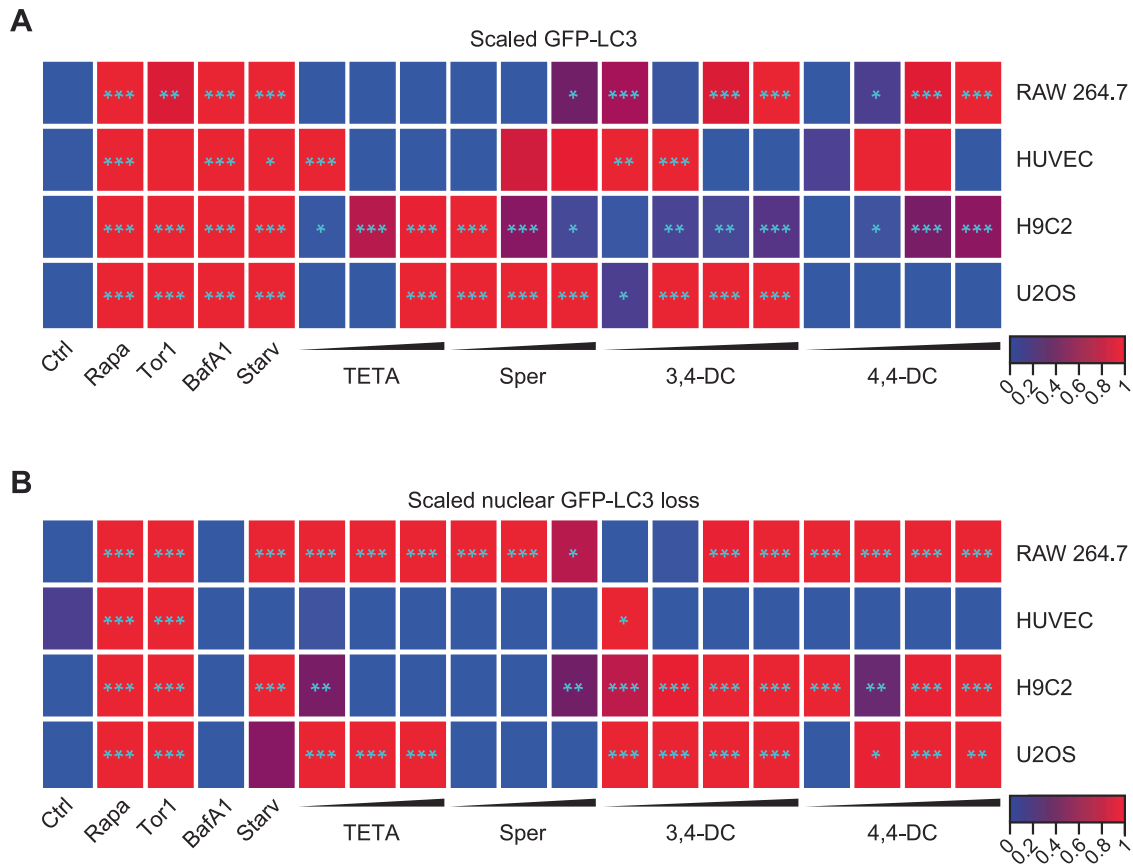 A
Scaled GFP-LC3
*** ** *** *** * *** *** *** * *** *** RAW 264.7
*** *** * *** ** *** HUVEC
*** *** *** *** * *** *** *** *** * ** ** *** * *** *** H9C2
*** *** *** *** *** *** *** *** * *** *** *** U2OS
Ctrl Rapa Tor1 BafA1 Starv TETA Sper 3,4-DC 4,4-DC
0 0.2 0.4 0.6 0.8 1
B
Scaled nuclear GFP-LC3 loss
*** *** *** *** *** *** *** *** * *** *** *** *** *** *** RAW 264.7
*** *** * HUVEC
*** *** *** ** ** *** *** *** *** *** ** *** *** H9C2
*** *** *** *** *** *** *** *** *** * *** ** U2OS
Ctrl Rapa Tor1 BafA1 Starv TETA Sper 3,4-DC 4,4-DC
0 0.2 0.4 0.6 0.8 1